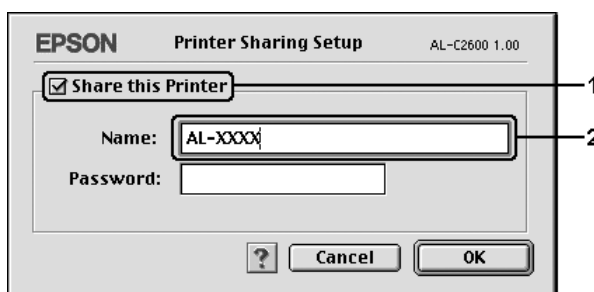 EPSON Printer Sharing Setup AL-C2600 1.00
Share this Printer 1
Name: AL-XXXX 2
Password:
? Cancel OK